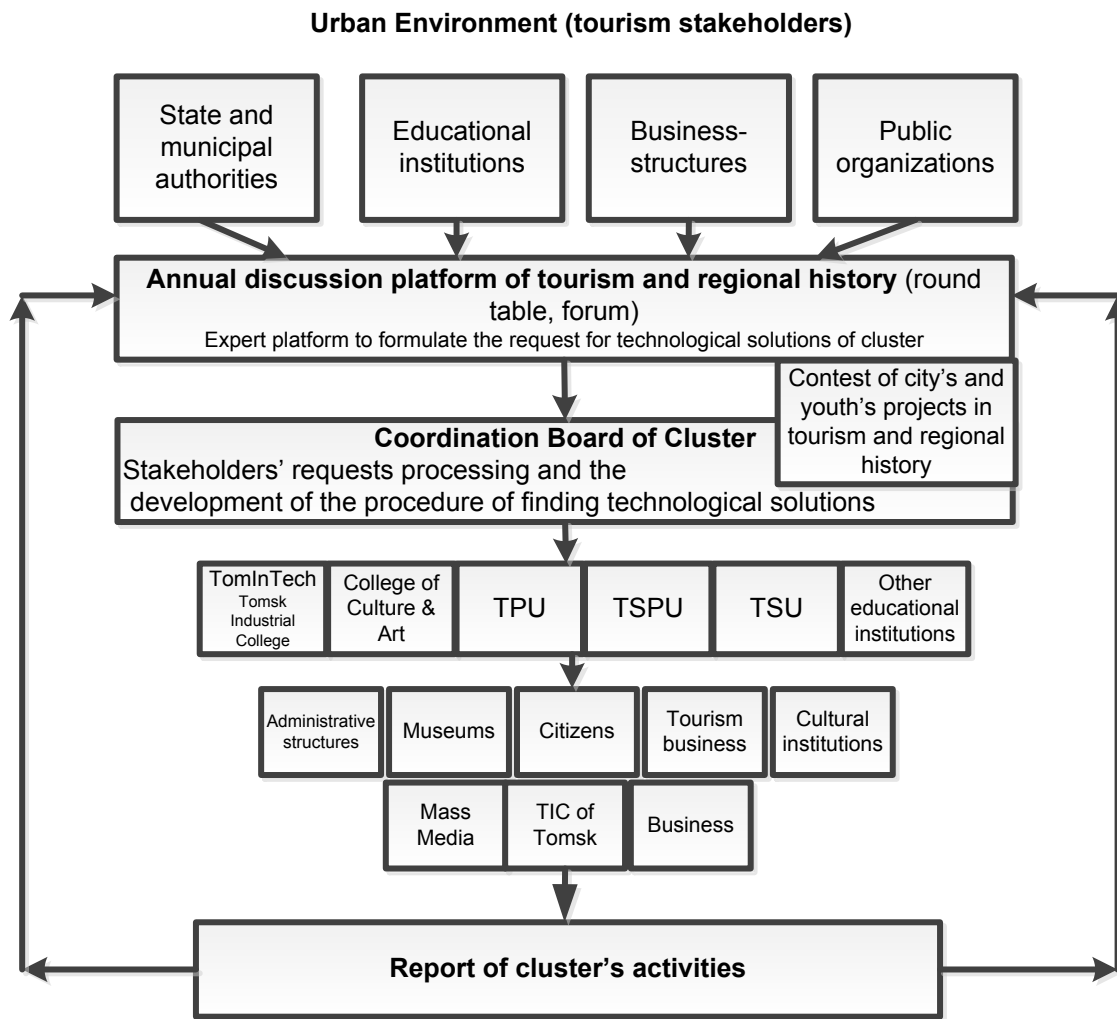 Urban Environment (tourism stakeholders)
State and
municipal
authorities
Educational
institutions
Business-
structures
Public
organizations
Annual discussion platform of tourism and regional history (round
table, forum)
Expert platform to formulate the request for technological solutions of cluster
Contest of city's and
youth's projects in
tourism and regional
history
Coordination Board of Cluster
Stakeholders' requests processing and the
development of the procedure of finding technological solutions
TomInTech
Tomsk
Industrial
College
College of
Culture &
Art
TPU
TSPU
TSU
Other
educational
institutions
Administrative
structures
Museums
Citizens
Tourism
business
Cultural
institutions
Mass
Media
TIC of
Tomsk
Business
Report of cluster's activities